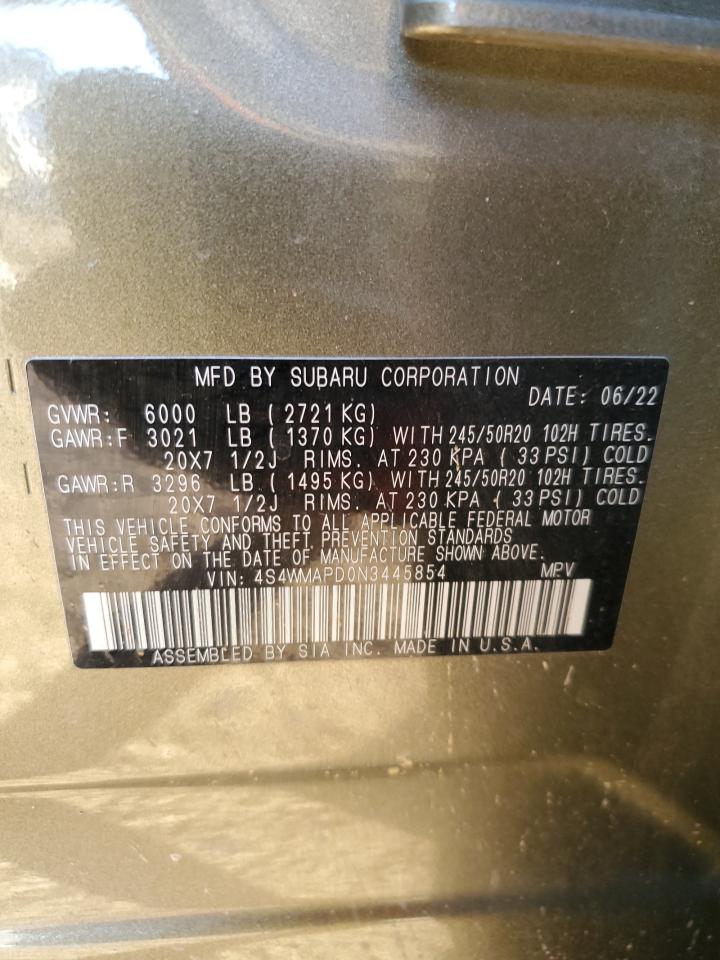 MFD BY SUBARU CORPORATION
DATE: 06/22
GVWR: 6000 LB ( 2721 KG)
GAWR:F 3021 LB ( 1370 KG) WITH 245/50R20 102H TIRES.
20X7 1/2J RIMS. AT 230 KPA ( 33 PSI) COLD
GAWR:R 3296 LB ( 1495 KG) WITH 245/50R20 102H TIRES.
20X7 1/2J RIMS. AT 230 KPA ( 33 PSI) COLD
THIS VEHICLE CONFORMS TO ALL APPLICABLE FEDERAL MOTOR
VEHICLE SAFETY AND THEFT PREVENTION STANDARDS
IN EFFECT ON THE DATE OF MANUFACTURE SHOWN ABOVE.
VIN: 4S4WMAPD0N3445854 MPV
ASSEMBLED BY SIA INC. MADE IN U.S.A.